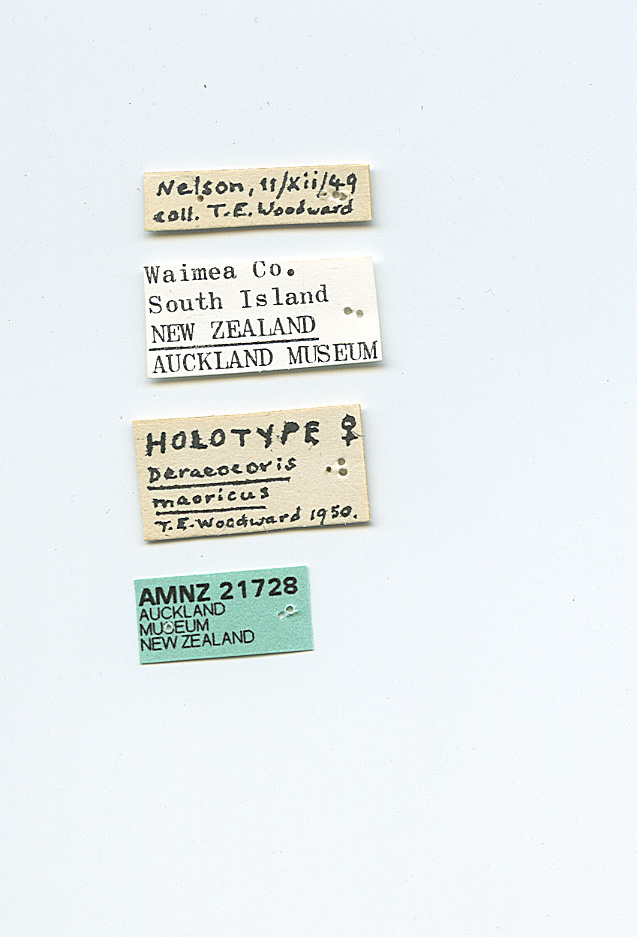 Nelson, 11/xii/49
coll. T.E. Woodward
Waimea Co.
South Island
NEW ZEALAND
AUCKLAND MUSEUM
HOLOTYPE ♀
Deraeocoris
maoricus
T.E. Woodward 1950.
AMNZ 21728
AUCKLAND
MUSEUM
NEW ZEALAND